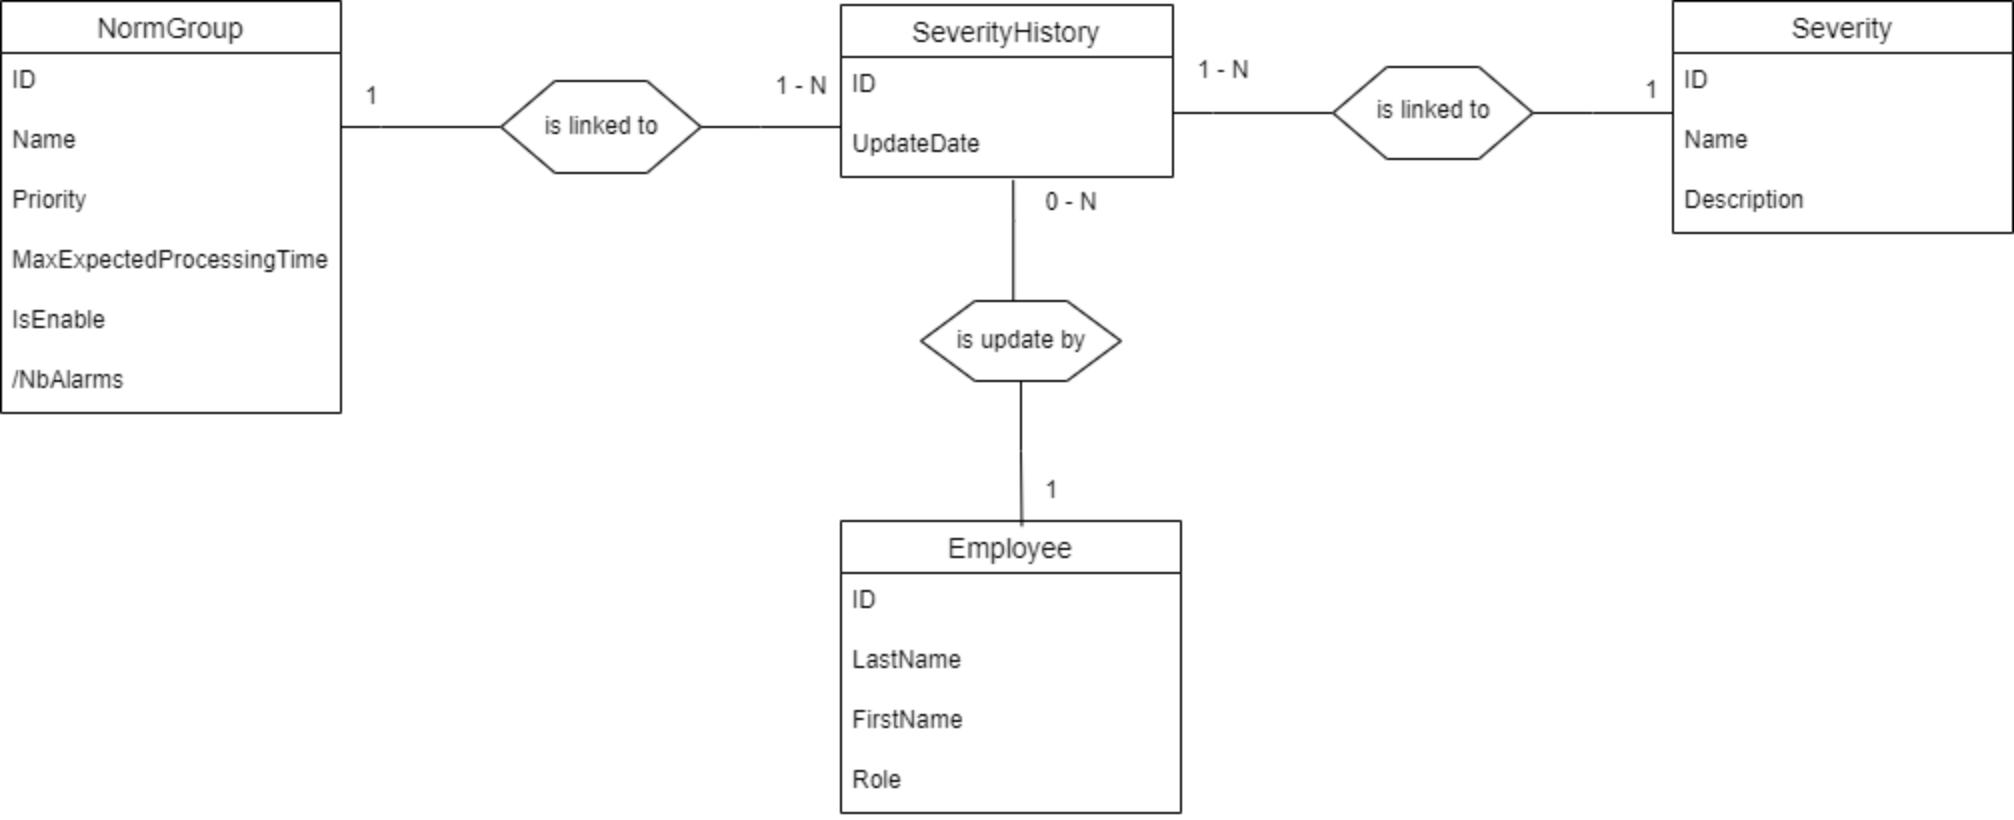 NormGroup
ID
Name
Priority
MaxExpectedProcessingTime
IsEnable
/NbAlarms
1
is linked to
1 - N
SeverityHistory
ID
UpdateDate
1 - N
is linked to
1
Severity
ID
Name
Description
0 - N
is update by
1
Employee
ID
LastName
FirstName
Role